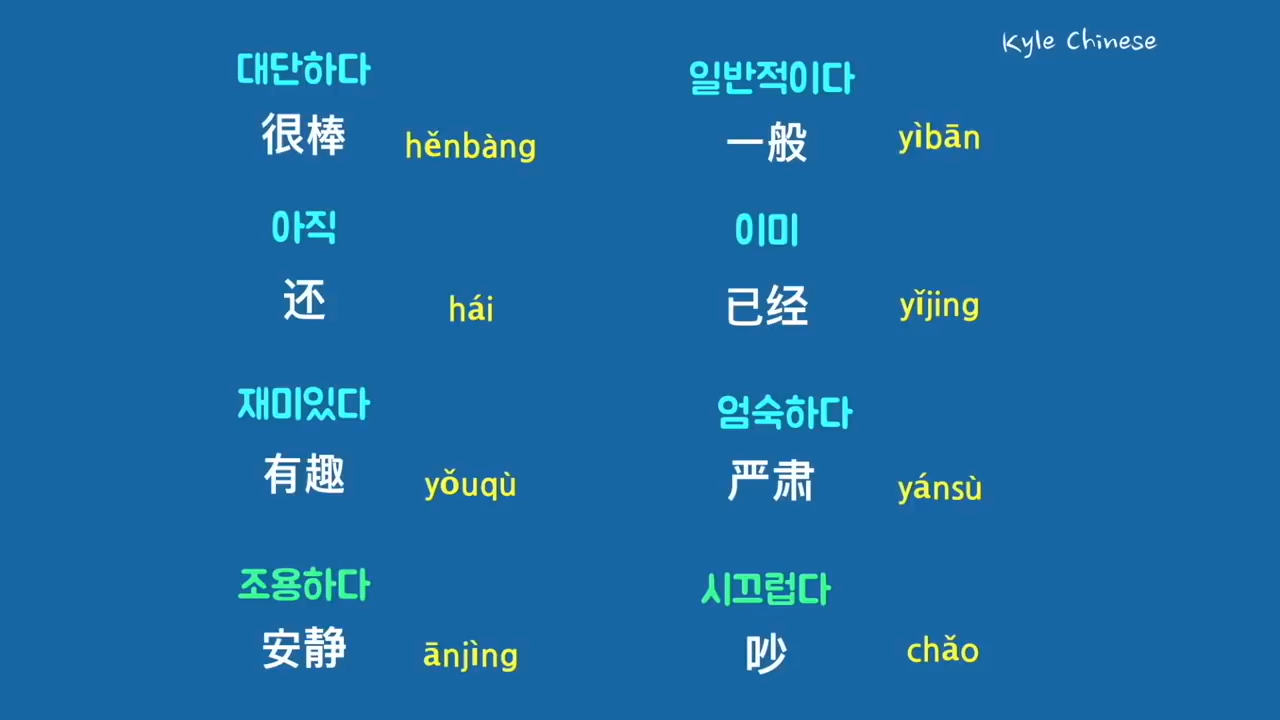 Kyle Chinese
대단하다
很棒 hěnbàng
일반적이다
一般 yìbān
아직
还 hái
이미
已经 yǐjing
재미있다
有趣 yǒuqù
엄숙하다
严肃 yánsù
조용하다
安静 ānjìng
시끄럽다
吵 chǎo